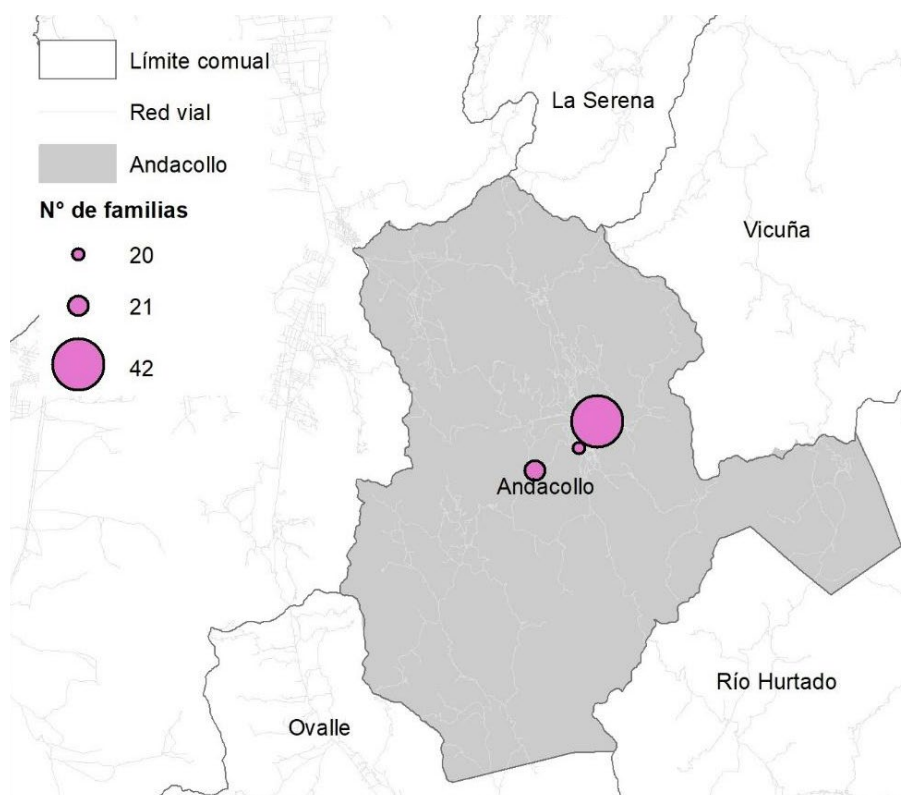 Límite comual
Red vial
Andacollo
N° de familias
20
21
42
La Serena
Vicuña
Andacollo
Río Hurtado
Ovalle